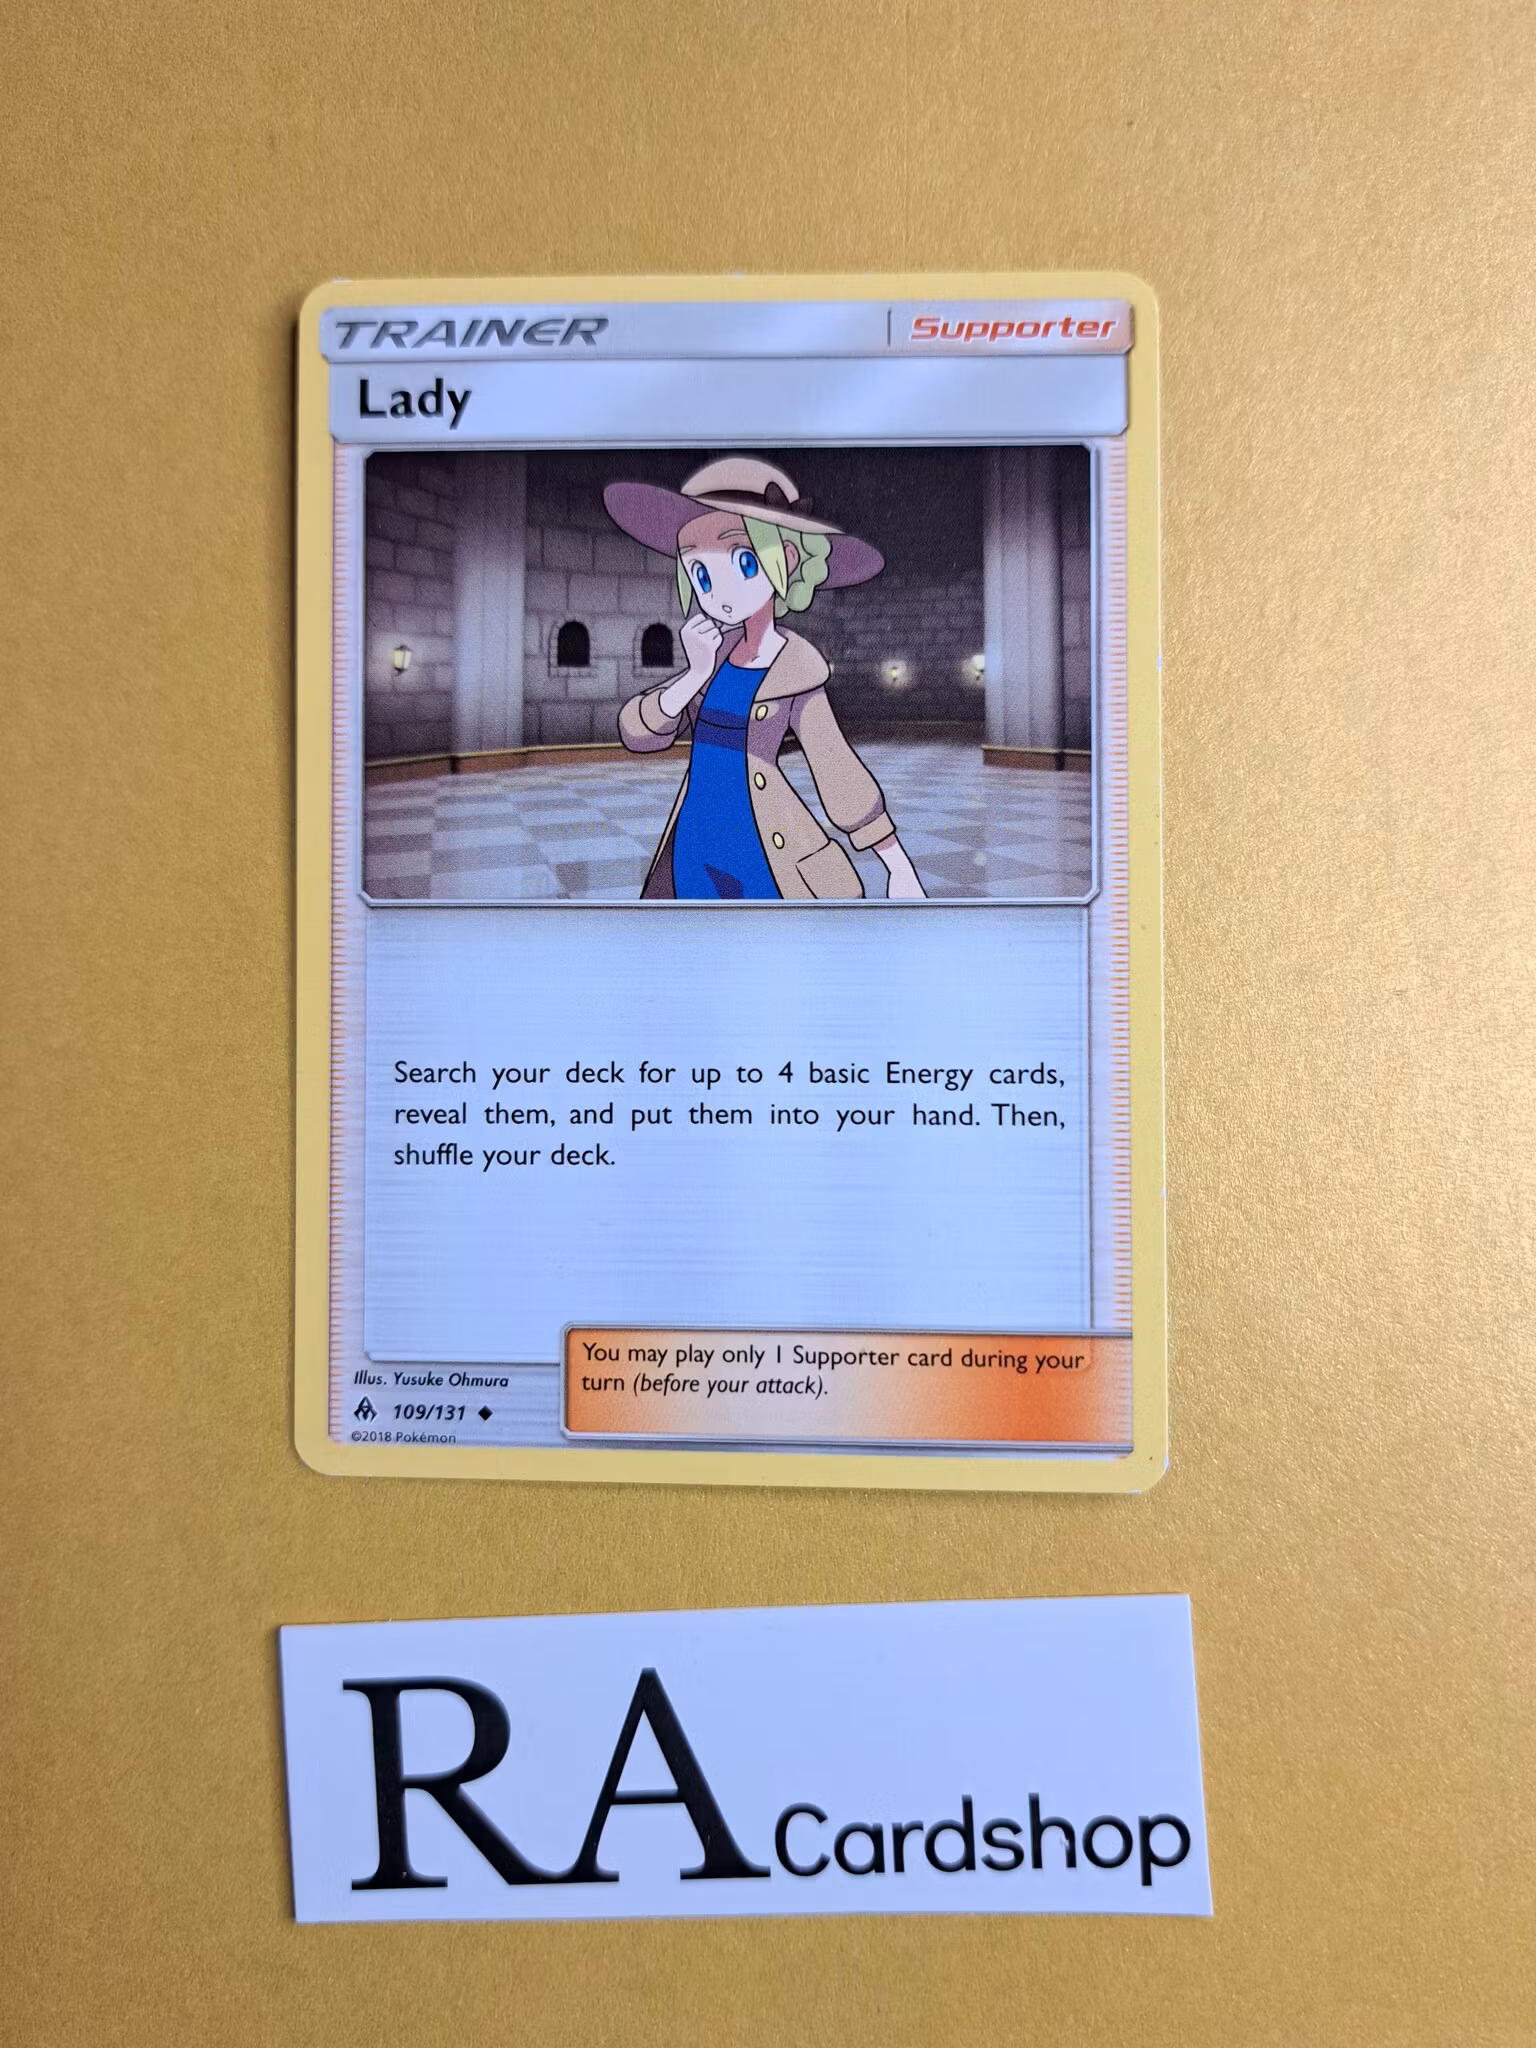 TRAINER Supporter
Lady
Search your deck for up to 4 basic Energy cards,
reveal them, and put them into your hand. Then,
shuffle your deck.
You may play only 1 Supporter card during your
turn (before your attack).
Illus. Yusuke Ohmura
109/131
©2018 Pokémon
RA Cardshop